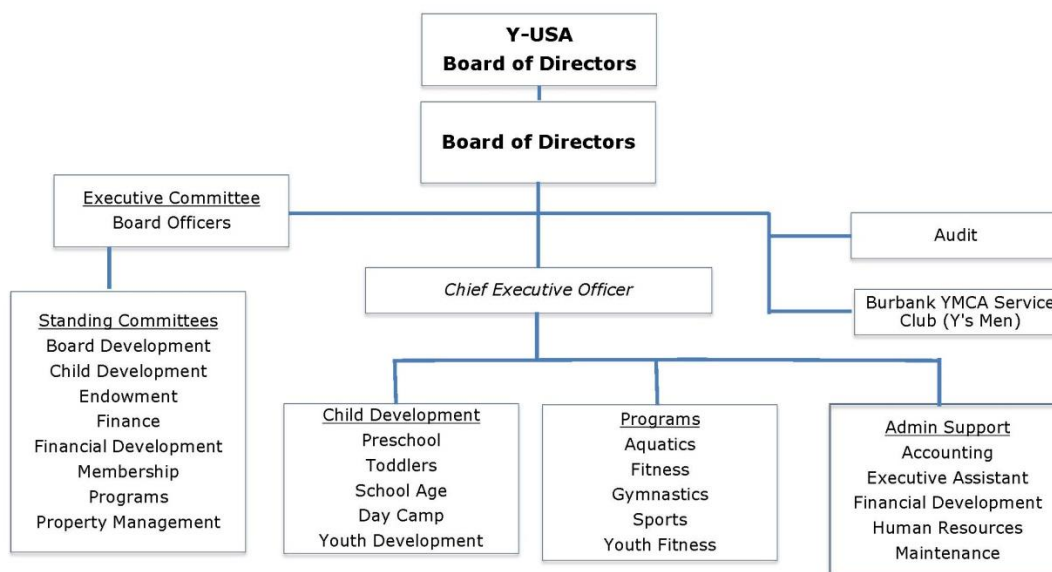 Y-USA
Board of Directors
Board of Directors
Executive Committee
Board Officers
Audit
Chief Executive Officer
Burbank YMCA Service
Club (Y's Men)
Standing Committees
Board Development
Child Development
Endowment
Finance
Financial Development
Membership
Programs
Property Management
Child Development
Preschool
Toddlers
School Age
Day Camp
Youth Development
Programs
Aquatics
Fitness
Gymnastics
Sports
Youth Fitness
Admin Support
Accounting
Executive Assistant
Financial Development
Human Resources
Maintenance